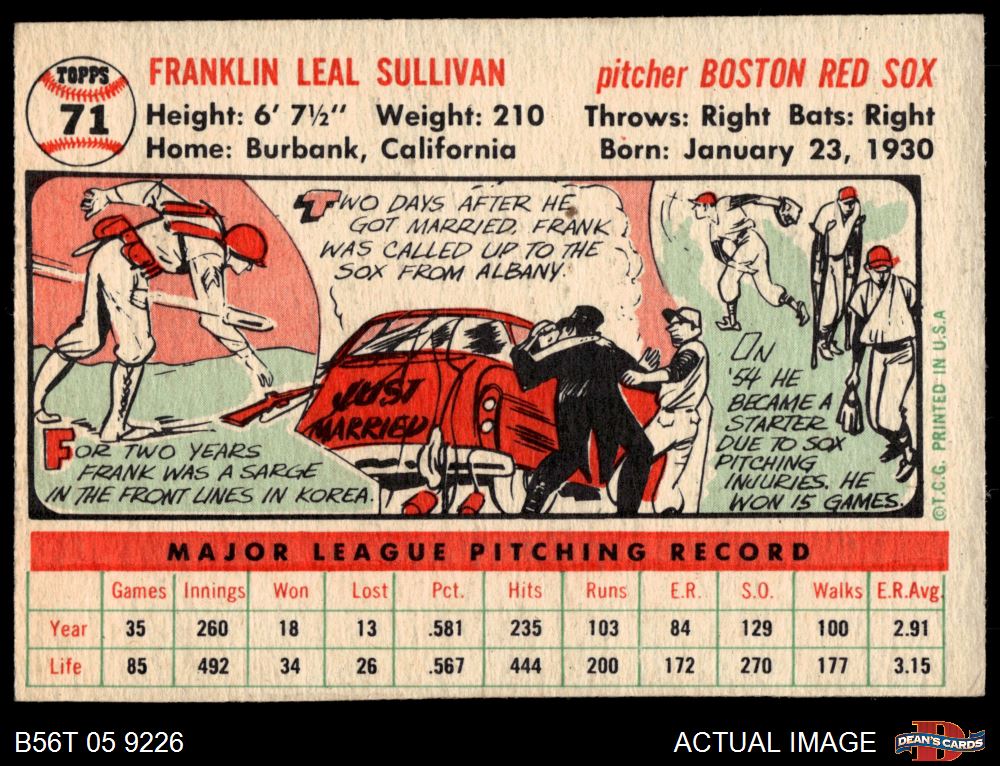 TOPPS
71
FRANKLIN LEAL SULLIVAN
pitcher BOSTON RED SOX
Height: 6' 7½" Weight: 210
Throws: Right Bats: Right
Home: Burbank, California
Born: January 23, 1930
FOR TWO YEARS
FRANK WAS A SARGE
IN THE FRONT LINES IN KOREA.
TWO DAYS AFTER HE
GOT MARRIED, FRANK
WAS CALLED UP TO THE
SOX FROM ALBANY.
JUST
MARRIED
IN
'54 HE
BECAME A
STARTER
DUE TO SOX
PITCHING
INJURIES. HE
WON 15 GAMES.
©T.C.G. PRINTED IN U.S.A
MAJOR LEAGUE PITCHING RECORD
Games Innings Won Lost Pct. Hits Runs E.R. S.O. Walks E.R.Avg.
Year 35 260 18 13 .581 235 103 84 129 100 2.91
Life 85 492 34 26 .567 444 200 172 270 177 3.15
B56T 05 9226
ACTUAL IMAGE
DEAN'S CARDS